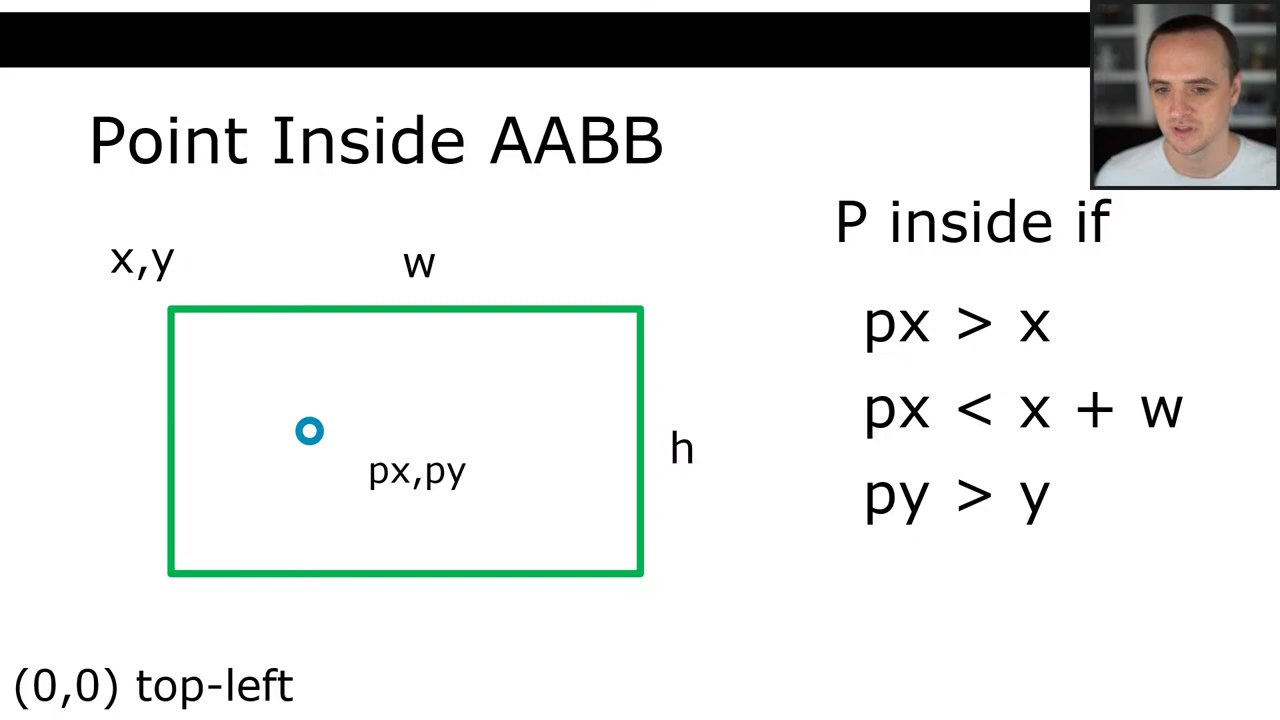 Point Inside AABB
P inside if
x,y
w
px > x
px < x + w
h
px,py
py > y
(0,0) top-left